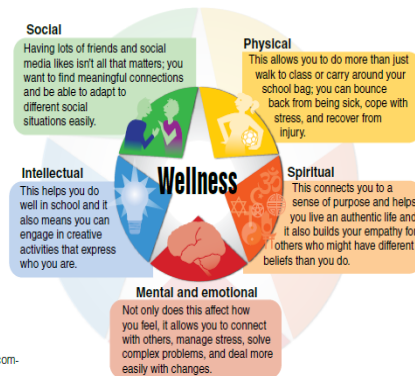 Social
Having lots of friends and social
media likes isn't all that matters; you
want to find meaningful connections
and be able to adapt to
different social
situations easily.
Physical
This allows you to do more than just
walk to class or carry around your
school bag; you can bounce
back from being sick, cope with
stress, and recover from
injury.
Wellness
Intellectual
This helps you do
well in school and it
also means you can
engage in creative
activities that express
who you are.
Spiritual
This connects you to a
sense of purpose and helps
you live an authentic life and
it also builds your empathy for
others who might have different
beliefs than you do.
Mental and emotional
Not only does this affect how
you feel, it allows you to connect
with others, manage stress, solve
complex problems, and deal more
easily with changes.
com-